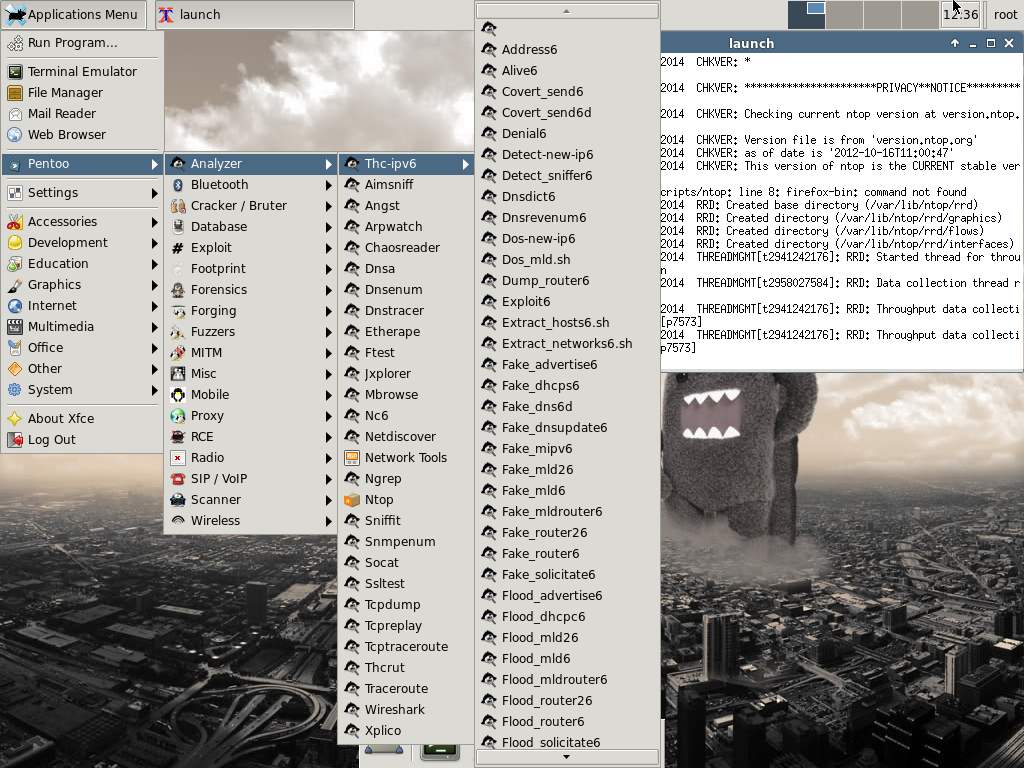 Applications Menu
launch
12:36
root
Run Program...
Terminal Emulator
File Manager
Mail Reader
Web Browser
Pentoo
Settings
Accessories
Development
Education
Graphics
Internet
Multimedia
Office
Other
System
About Xfce
Log Out
Analyzer
Bluetooth
Cracker / Bruter
Database
Exploit
Footprint
Forensics
Forging
Fuzzers
MITM
Misc
Mobile
Proxy
RCE
Radio
SIP / VoIP
Scanner
Wireless
Thc-ipv6
Aimsniff
Angst
Arpwatch
Chaosreader
Dnsa
Dnsenum
Dnstracer
Etherape
Ftest
Jxplorer
Mbrowse
Nc6
Netdiscover
Network Tools
Ngrep
Ntop
Sniffit
Snmpenum
Socat
Ssltest
Tcpdump
Tcpreplay
Tcptraceroute
Thcrut
Traceroute
Wireshark
Xplico
Address6
Alive6
Covert_send6
Covert_send6d
Denial6
Detect-new-ip6
Detect_sniffer6
Dnsdict6
Dnsrevenum6
Dos-new-ip6
Dos_mld.sh
Dump_router6
Exploit6
Extract_hosts6.sh
Extract_networks6.sh
Fake_advertise6
Fake_dhcps6
Fake_dns6d
Fake_dnsupdate6
Fake_mipv6
Fake_mld26
Fake_mld6
Fake_mldrouter6
Fake_router26
Fake_router6
Fake_solicitate6
Flood_advertise6
Flood_dhcpc6
Flood_mld26
Flood_mld6
Flood_mldrouter6
Flood_router26
Flood_router6
Flood_solicitate6
launch
2014 CHKVER: *
2014 CHKVER: ***********************PRIVACY**NOTICE*********
2014 CHKVER: Checking current ntop version at version.ntop.
2014 CHKVER: Version file is from 'version.ntop.org'
2014 CHKVER: as of date is '2012-10-16T11:00:47'
2014 CHKVER: This version of ntop is the CURRENT stable ver
cripts/ntop: line 8: firefox-bin: command not found
2014 RRD: Created base directory (/var/lib/ntop/rrd)
2014 RRD: Created directory (/var/lib/ntop/rrd/graphics)
2014 RRD: Created directory (/var/lib/ntop/rrd/flows)
2014 RRD: Created directory (/var/lib/ntop/rrd/interfaces)
2014 THREADMGMT[t2941242176]: RRD: Started thread for throu
n
2014 THREADMGMT[t2958027584]: RRD: Data collection thread r
2014 THREADMGMT[t2941242176]: RRD: Throughput data collecti
[p7573]
2014 THREADMGMT[t2941242176]: RRD: Throughput data collecti
p7573]